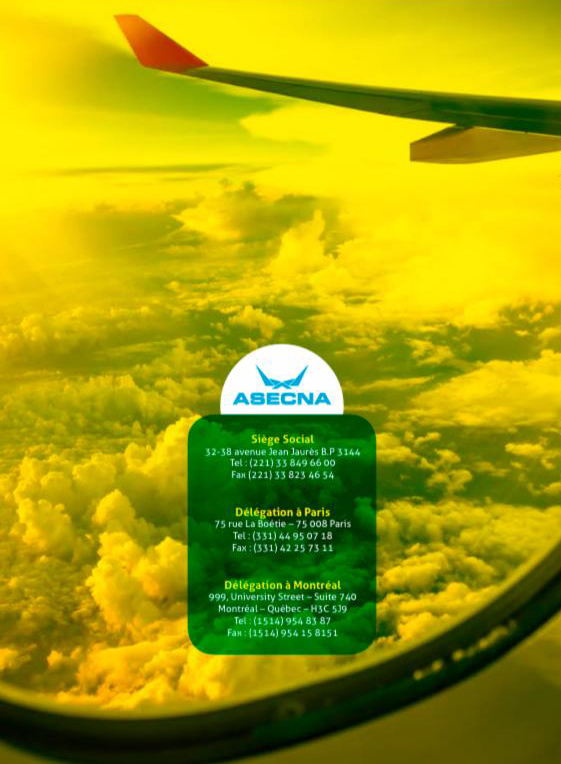 ASECNA
Siège Social
32-38 avenue Jean Jaurès B.P 3144
Tel : (221) 33 849 66 00
Fax (221) 33 823 46 54
Délégation à Paris
75 rue La Boétie – 75 008 Paris
Tel : (331) 44 95 07 18
Fax : (331) 42 25 73 11
Délégation à Montréal
999, University Street – Suite 740
Montréal – Québec – H3C 5J9
Tel : (1514) 954 83 87
Fax : (1514) 954 15 8151